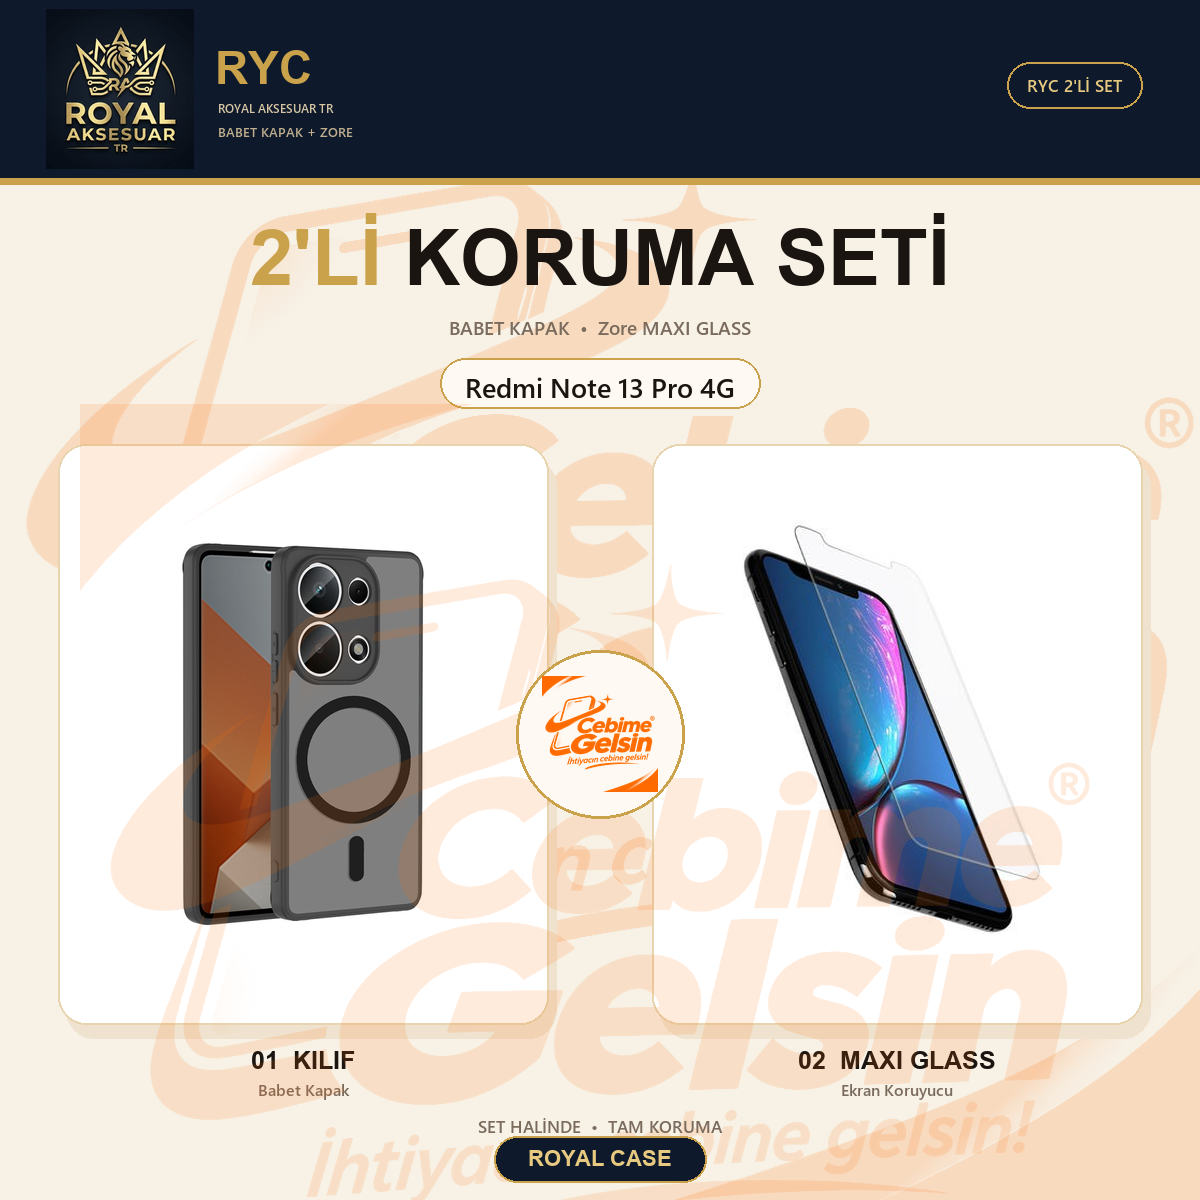 ROYAL
AKSESUAR
TR
RYC
ROYAL AKSESUAR TR
BABET KAPAK + ZORE
RYC 2'Lİ SET
2'Lİ KORUMA SETİ
BABET KAPAK • Zore MAXI GLASS
Redmi Note 13 Pro 4G
Cebime
Gelsin
İhtiyacın cebine gelsin!
®
Cebime
Gelsin
®
01 KILIF
Babet Kapak
02 MAXI GLASS
Ekran Koruyucu
SET HALİNDE • TAM KORUMA
ROYAL CASE